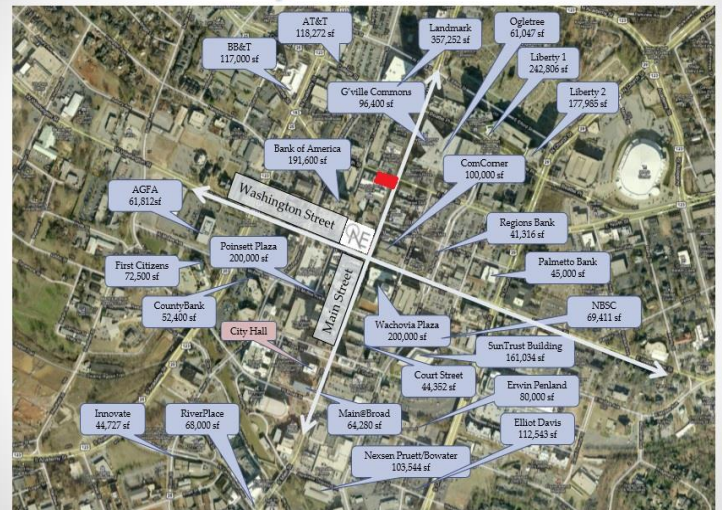 AT&T
118,272 sf
Landmark
357,252 sf
Ogletree
61,047 sf
BB&T
117,000 sf
Liberty 1
242,806 sf
G'ville Commons
96,400 sf
Liberty 2
177,985 sf
Bank of America
191,600 sf
ComCorner
100,000 sf
AGFA
61,812sf
Washington Street
Regions Bank
41,316 sf
Poinsett Plaza
200,000 sf
Palmetto Bank
45,000 sf
First Citizens
72,500 sf
Main Street
CountyBank
52,400 sf
Wachovia Plaza
200,000 sf
NBSC
69,411 sf
City Hall
SunTrust Building
161,034 sf
Court Street
44,352 sf
Erwin Penland
80,000 sf
Innovate
44,727 sf
RiverPlace
68,000 sf
Main@Broad
64,280 sf
Elliot Davis
112,543 sf
Nexsen Pruett/Bowater
103,544 sf